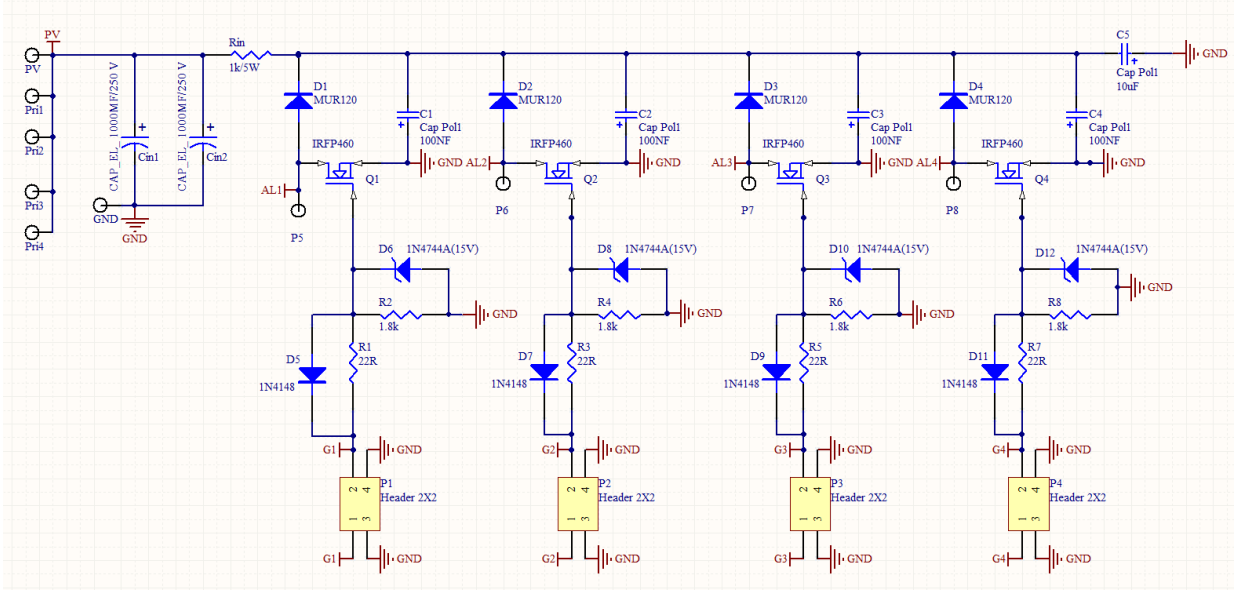 PV
PV
Pri1
Pri2
Pri3
Pri4
GND
GND
CAP_EL_1000MF/250 V
Cin1
CAP_EL_1000MF/250 V
Cin2
Rin
1k/5W
D1
MUR120
IRFP460
Q1
AL1
P5
C1
Cap Pol1
100NF
GND
D2
MUR120
IRFP460
Q2
AL2
P6
C2
Cap Pol1
100NF
GND
D3
MUR120
IRFP460
Q3
AL3
P7
C3
Cap Pol1
100NF
GND
D4
MUR120
IRFP460
Q4
AL4
P8
C4
Cap Pol1
100NF
GND
C5
Cap Pol1
10uF
GND
D6 1N4744A(15V)
R2
1.8k
GND
R1
22R
D5
1N4148
G1
GND
P1
Header 2X2
2 4
1 3
G1
GND
D8 1N4744A(15V)
R4
1.8k
GND
R3
22R
D7
1N4148
G2
GND
P2
Header 2X2
2 4
1 3
G2
GND
D10 1N4744A(15V)
R6
1.8k
GND
R5
22R
D9
1N4148
G3
GND
P3
Header 2X2
2 4
1 3
G3
GND
D12 1N4744A(15V)
R8
1.8k
GND
R7
22R
D11
1N4148
G4
GND
P4
Header 2X2
2 4
1 3
G4
GND